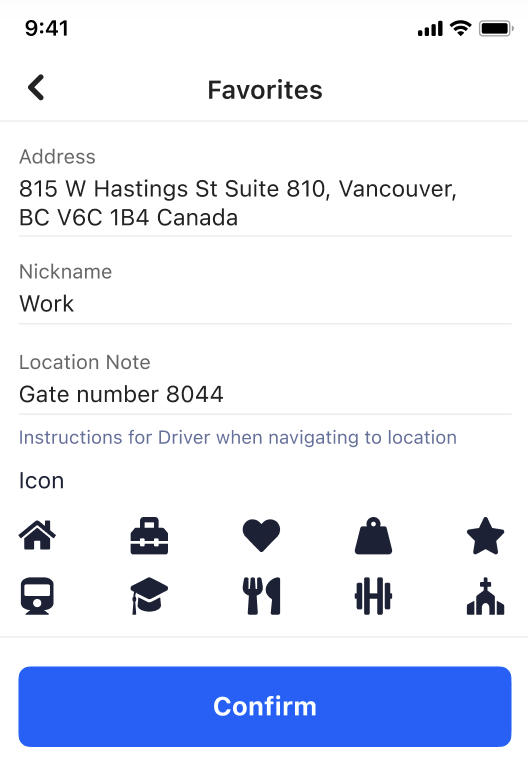 9:41
Favorites
Address
815 W Hastings St Suite 810, Vancouver,
BC V6C 1B4 Canada
Nickname
Work
Location Note
Gate number 8044
Instructions for Driver when navigating to location
Icon
Confirm